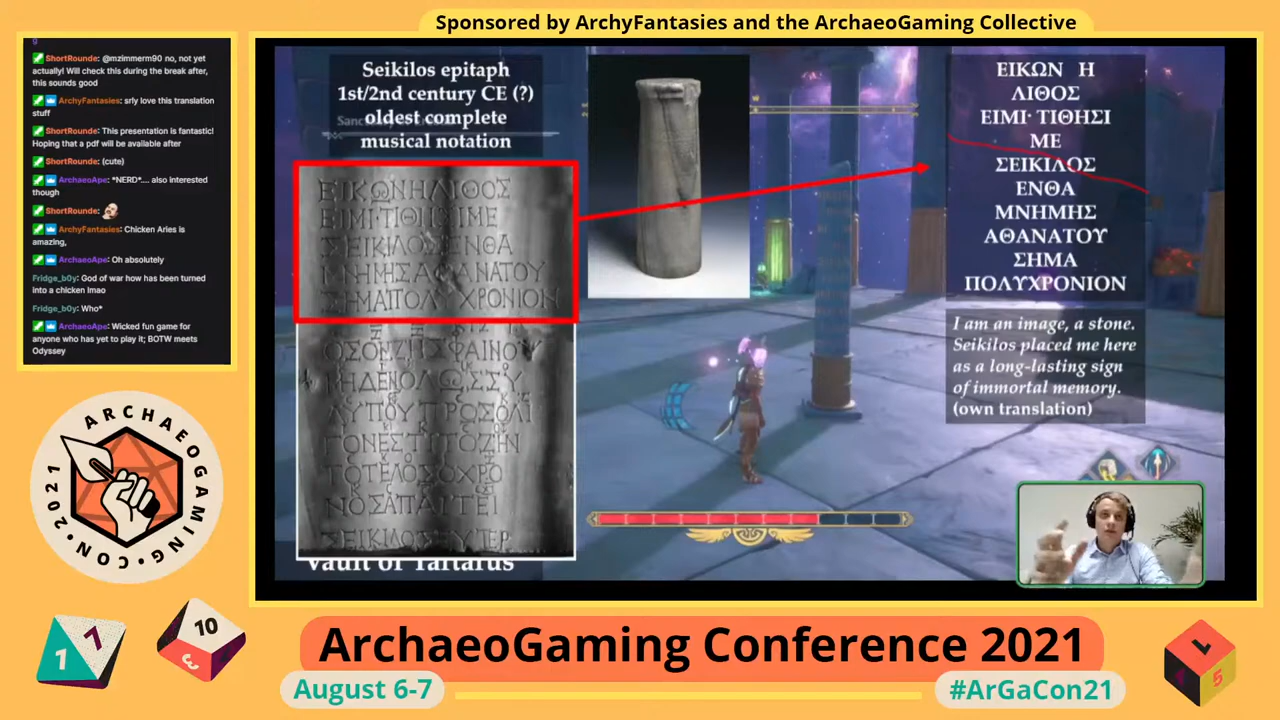 Sponsored by ArchyFantasies and the ArchaeoGaming Collective
ShortRounde: @mzimmerm90 no, not yet
actually! Will check this during the break after,
this sounds good
ArchyFantasies: srly love this translation
stuff
ShortRounde: This presentation is fantastic!
Hoping that a pdf will be available after
ShortRounde: (cute)
ArchaeoApe: *NERD*.... also interested
though
ShortRounde:
ArchyFantasies: Chicken Aries is
amazing,
ArchaeoApe: Oh absolutely
Fridge_b0y: God of war how has been turned
into a chicken lmao
Fridge_b0y: Who*
ArchaeoApe: Wicked fun game for
anyone who has yet to play it; BOTW meets
Odyssey
ARCHAEOGAMING·CON·2021
Seikilos epitaph
1st/2nd century CE (?)
oldest complete
musical notation
ΕΙΚΩΝΗΛΙΘΟΣ
ΕΙΜΙ·ΤΙΘΗΣΙΜΕ
ΣΕΙΚΙΛΟΣΕΝΘΑ
ΜΝΗΜΗΣΑΘΑΝΑΤΟΥ
ΣΗΜΑΠΟΛΥΧΡΟΝΙΟΝ
ΟΣΟΝΖΗΣΦΑΙΝΟΥ
ΜΗΔΕΝΟΛΩΣΣΥ
ΛΥΠΟΥΠΡΟΣΟΛΙ
ΓΟΝΕΣΤΙΤΟΖΗΝ
ΤΟΤΕΛΟΣΟΧΡΟ
ΝΟΣΑΠΑΙΤΕΙ
Vault of Tartarus
ΕΙΚΩΝ Η
ΛΙΘΟΣ
ΕΙΜΙ· ΤΙΘΗΣΙ
ΜΕ
ΣΕΙΚΙΛΟΣ
ΕΝΘΑ
ΜΝΗΜΗΣ
ΑΘΑΝΑΤΟΥ
ΣΗΜΑ
ΠΟΛΥΧΡΟΝΙΟΝ
I am an image, a stone.
Seikilos placed me here
as a long-lasting sign
of immortal memory.
(own translation)
1
7
10
3
5
ArchaeoGaming Conference 2021
August 6-7
#ArGaCon21